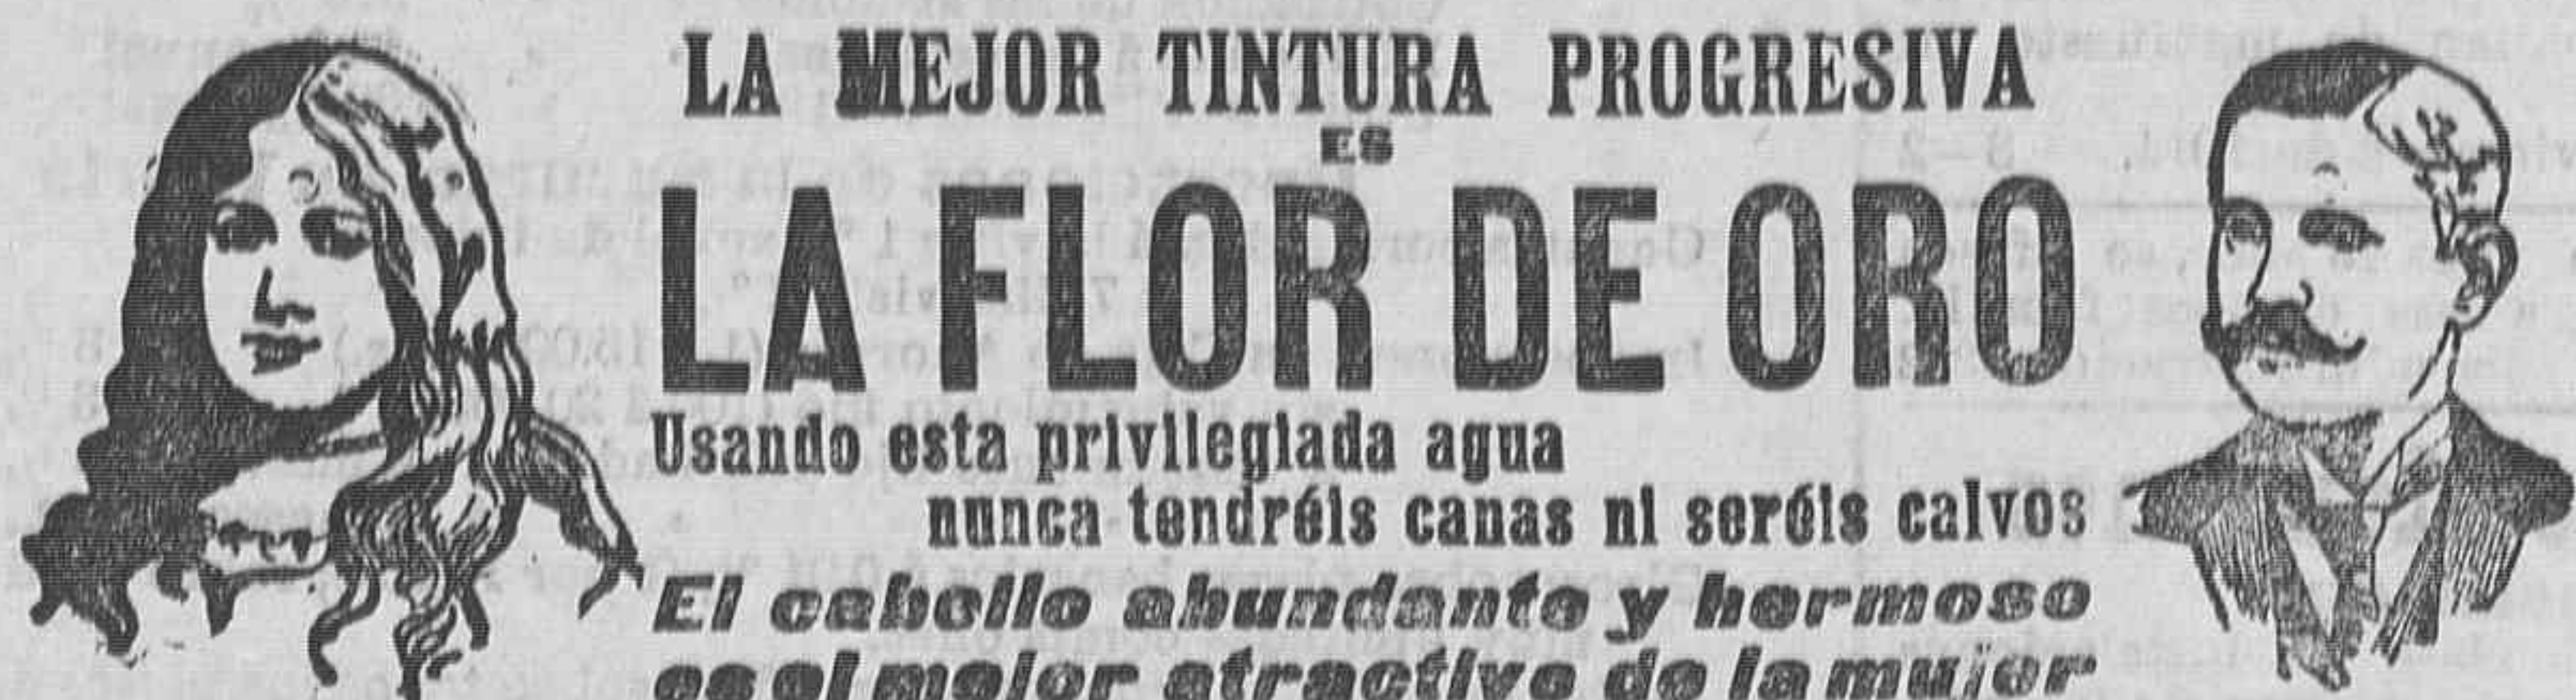 LA MEJOR TINTURA PROGRESIVA
ES
LA FLOR DE ORO
Usando esta privilegiada agua
nunca tendréis canas ni seréis calvos
El cabello abundante y hermoso
es el mejor atractivo de la mujer